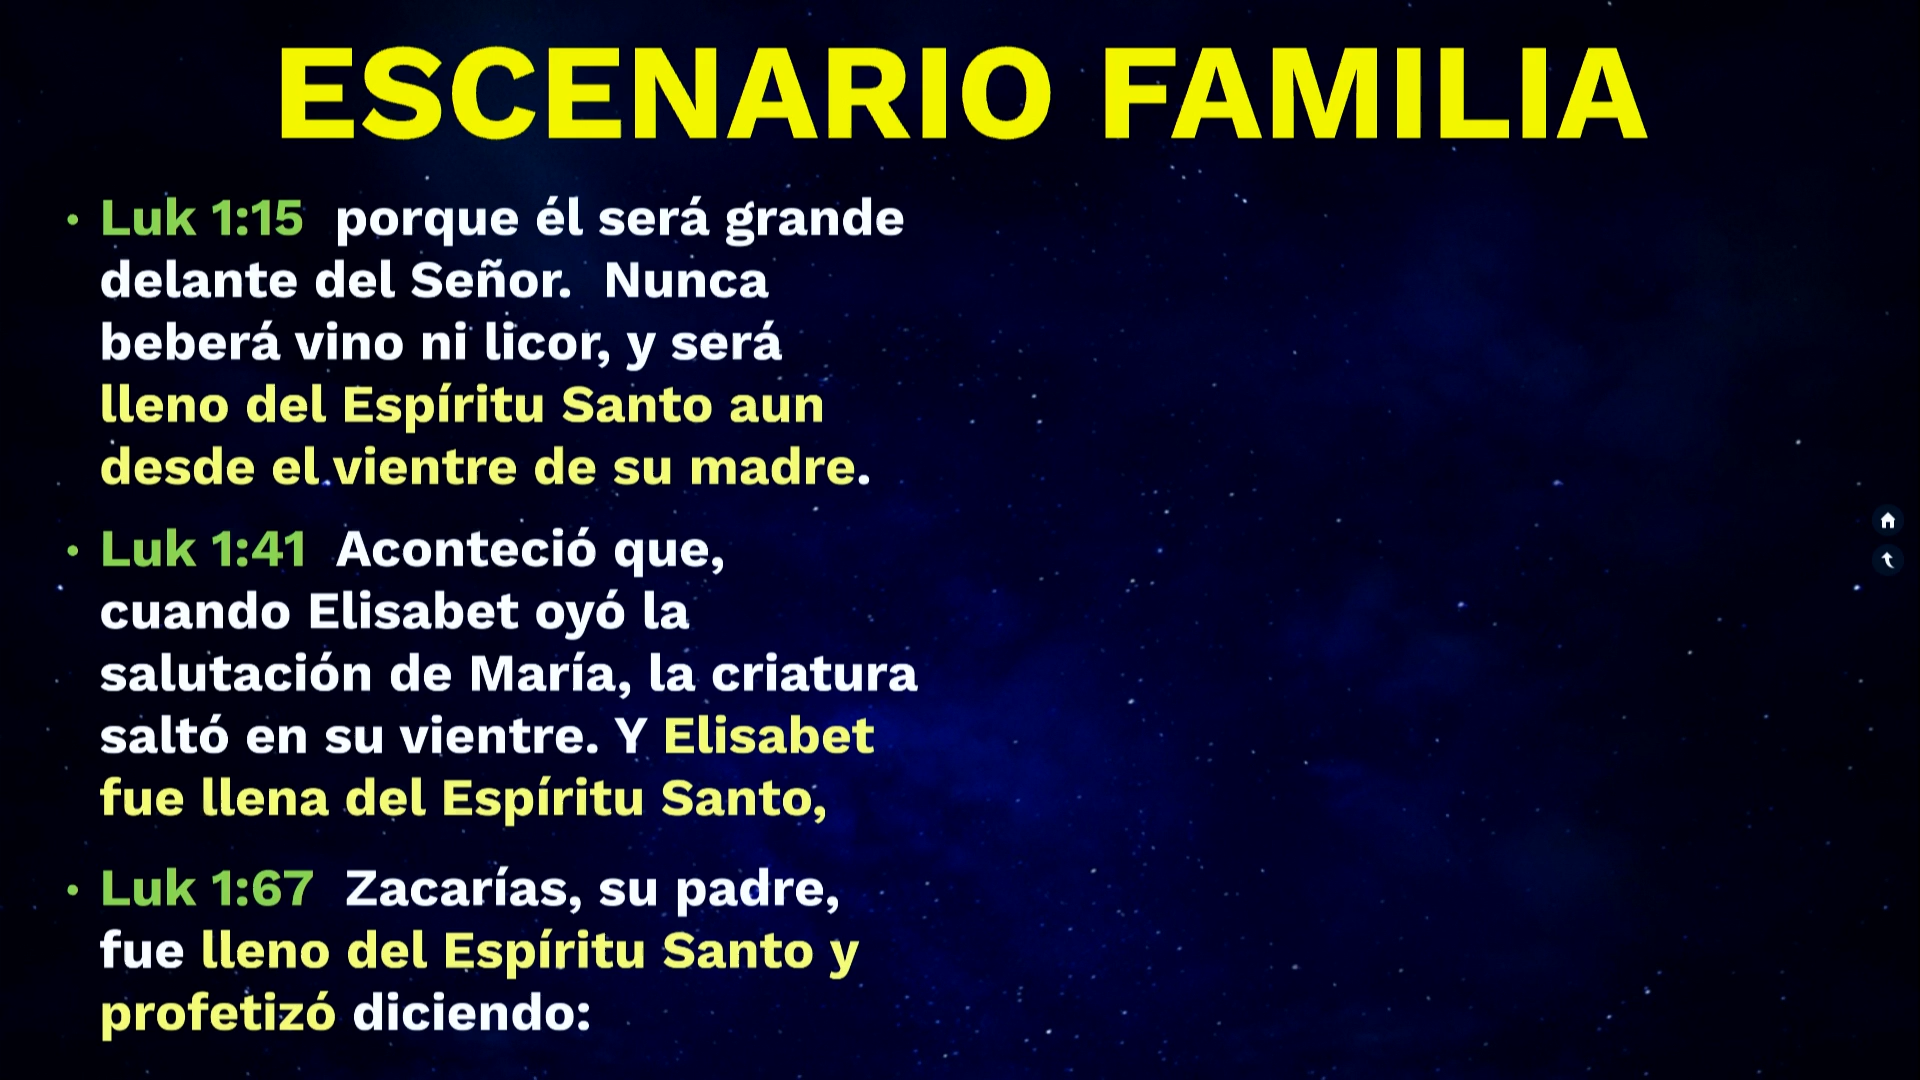 ESCENARIO FAMILIA
• Luk 1:15  porque él será grande
delante del Señor.  Nunca
beberá vino ni licor, y será
lleno del Espíritu Santo aun
desde el vientre de su madre.
• Luk 1:41  Aconteció que,
cuando Elisabet oyó la
salutación de María, la criatura
saltó en su vientre. Y Elisabet
fue llena del Espíritu Santo,
• Luk 1:67  Zacarías, su padre,
fue lleno del Espíritu Santo y
profetizó diciendo: